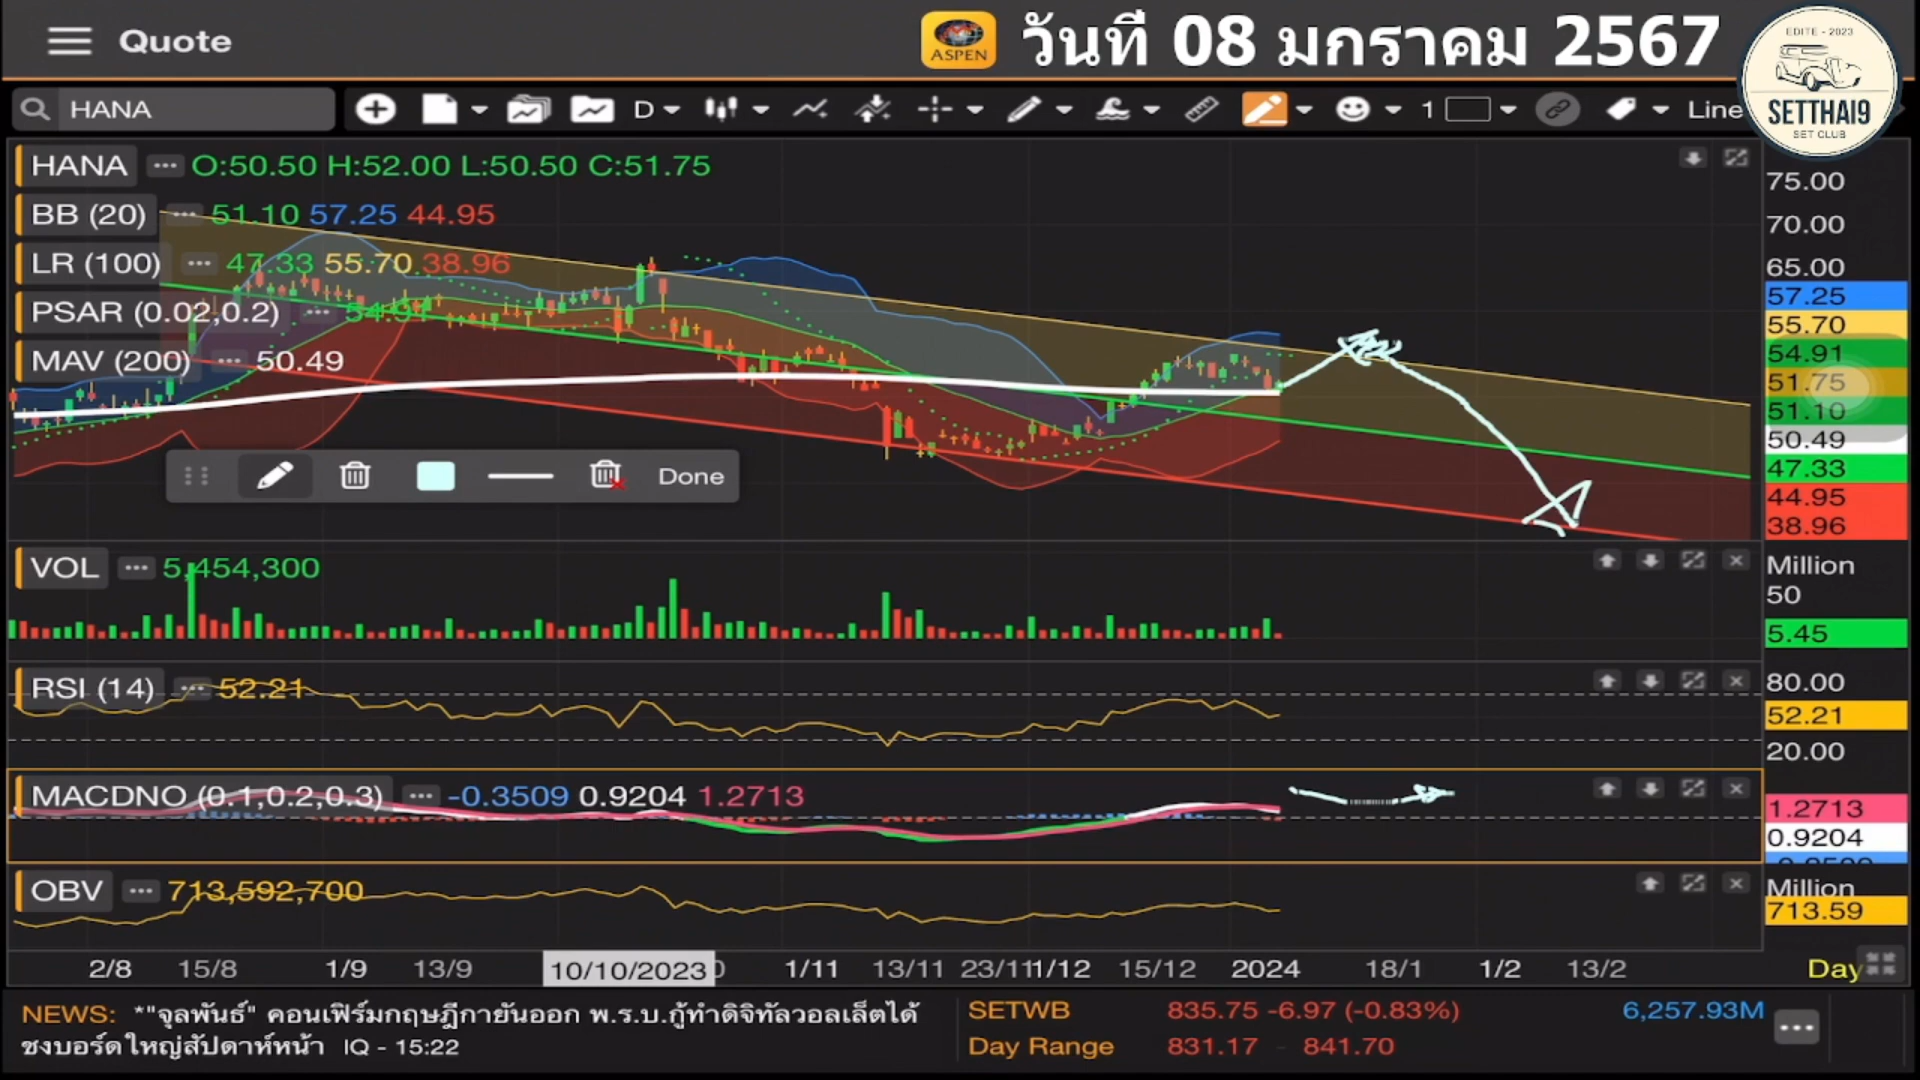 Quote
ASPEN
วันที่ 08 มกราคม 2567
EDITE - 2023
SETTHAI9
SET CLUB
HANA
D
1
Line
HANA ... O:50.50 H:52.00 L:50.50 C:51.75
BB (20) ... 51.10 57.25 44.95
LR (100) ... 47.33 55.70 38.96
PSAR (0.02,0.2) ... 54.91
MAV (200) ... 50.49
75.00
70.00
65.00
57.25
55.70
54.91
51.75
51.10
50.49
47.33
44.95
38.96
Done
VOL ... 5,454,300
Million
50
5.45
RSI (14) ... 52.21
80.00
52.21
20.00
MACDNO (0.1,0.2,0.3) ... -0.3509 0.9204 1.2713
1.2713
0.9204
OBV ... 713,592,700
Million
713.59
2/8 15/8 1/9 13/9 10/10/2023 1/11 13/11 23/11 1/12 15/12 2024 18/1 1/2 13/2 Day
NEWS: *"จุลพันธ์" คอนเฟิร์มกฤษฎีกายันออก พ.ร.บ.กู้ทำดิจิทัลวอลเล็ตได้
ชงบอร์ดใหญ่สัปดาห์หน้า IQ - 15:22
SETWB 835.75 -6.97 (-0.83%) 6,257.93M
Day Range 831.17 - 841.70